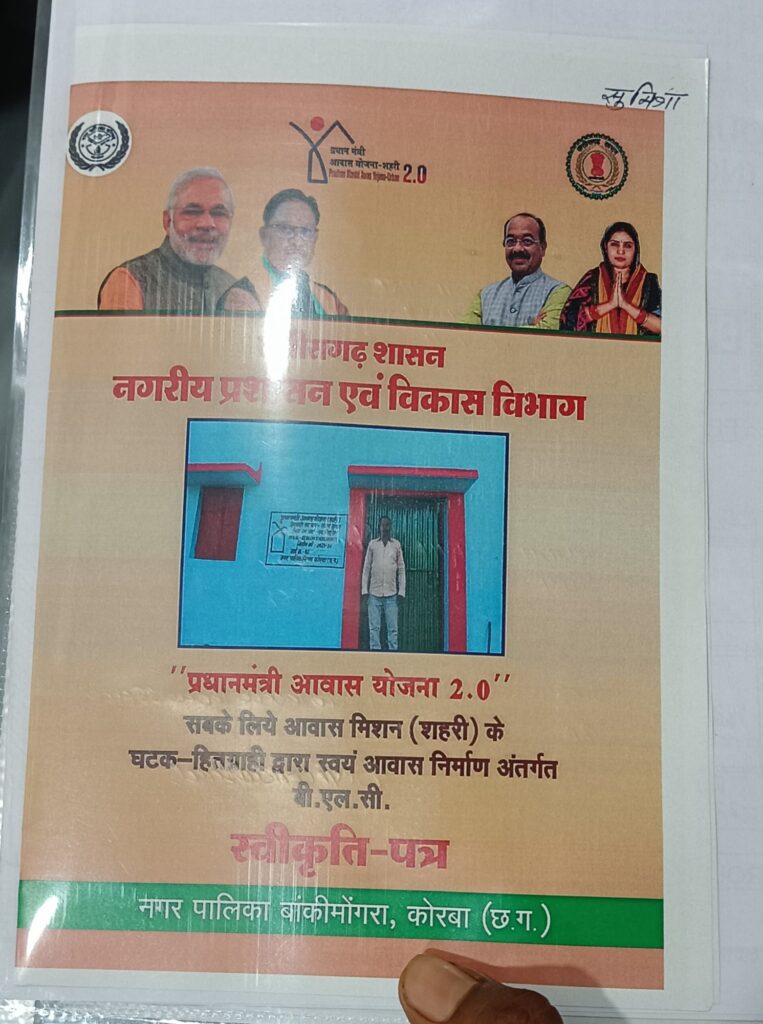 सुमित्रा
प्रधान मंत्री
आवास योजना-शहरी
Pradhan Mantri Awas Yojana-Urban 2.0
शासन
नगरीय प्रशासन एवं विकास विभाग
"प्रधानमंत्री आवास योजना 2.0"
सबके लिये आवास मिशन (शहरी) के
घटक-हितग्राही द्वारा स्वयं आवास निर्माण अंतर्गत
बी.एल.सी.
स्वीकृति-पत्र
नगर पालिका बांकीमोंगरा, कोरबा (छ.ग.)